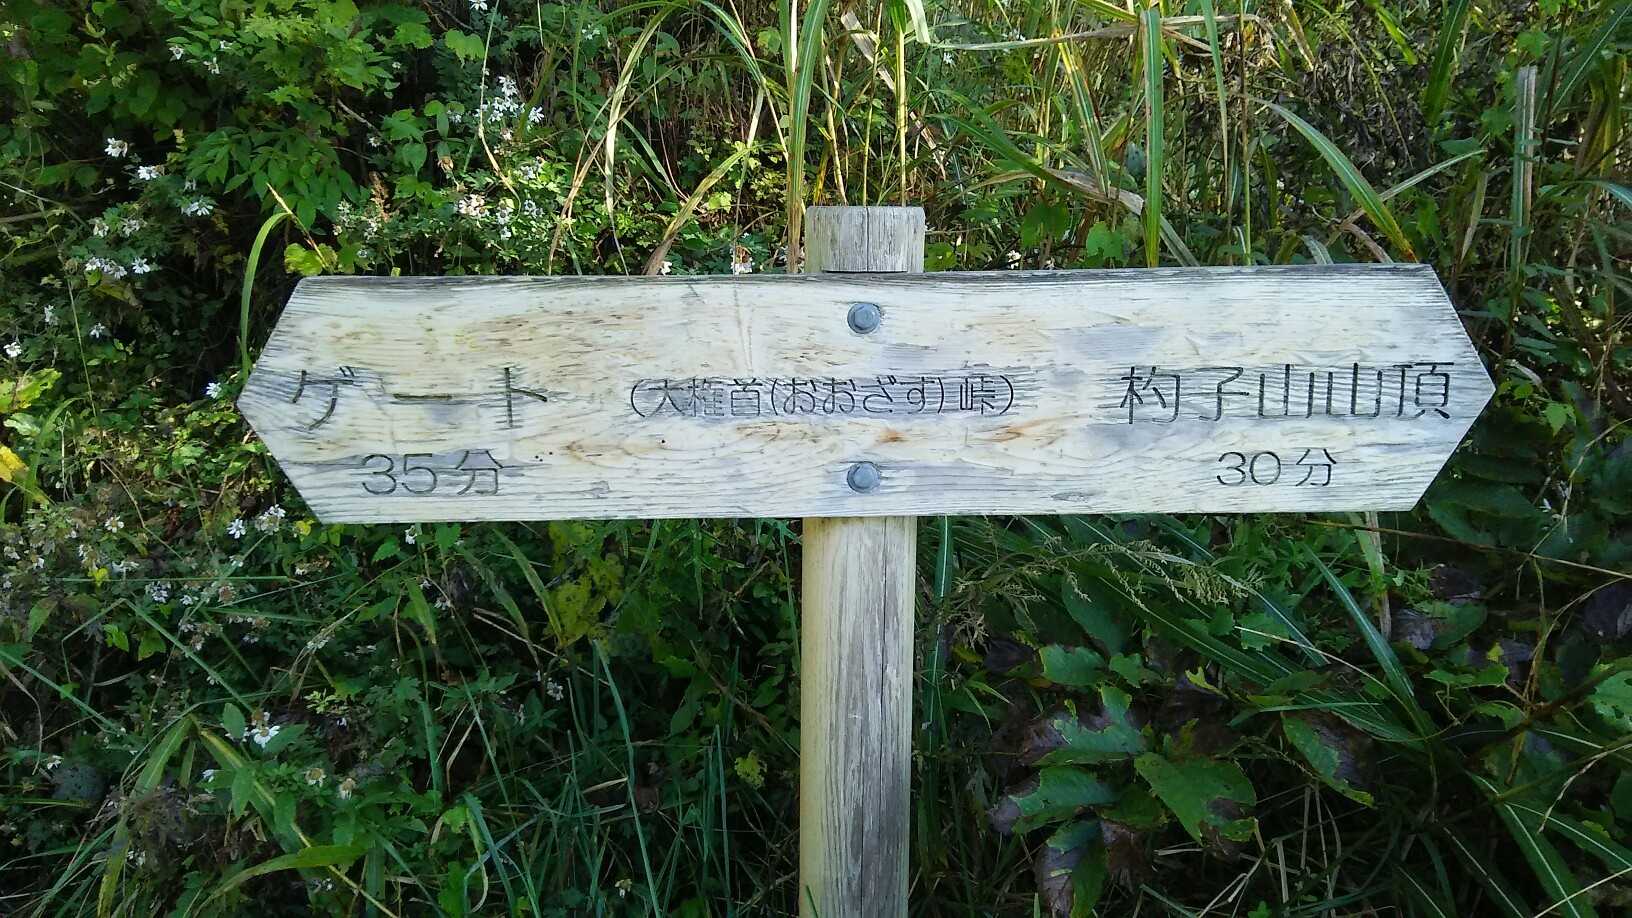 ゲート (大権首(おおざす)峠) 杓子山山頂
35分 30分